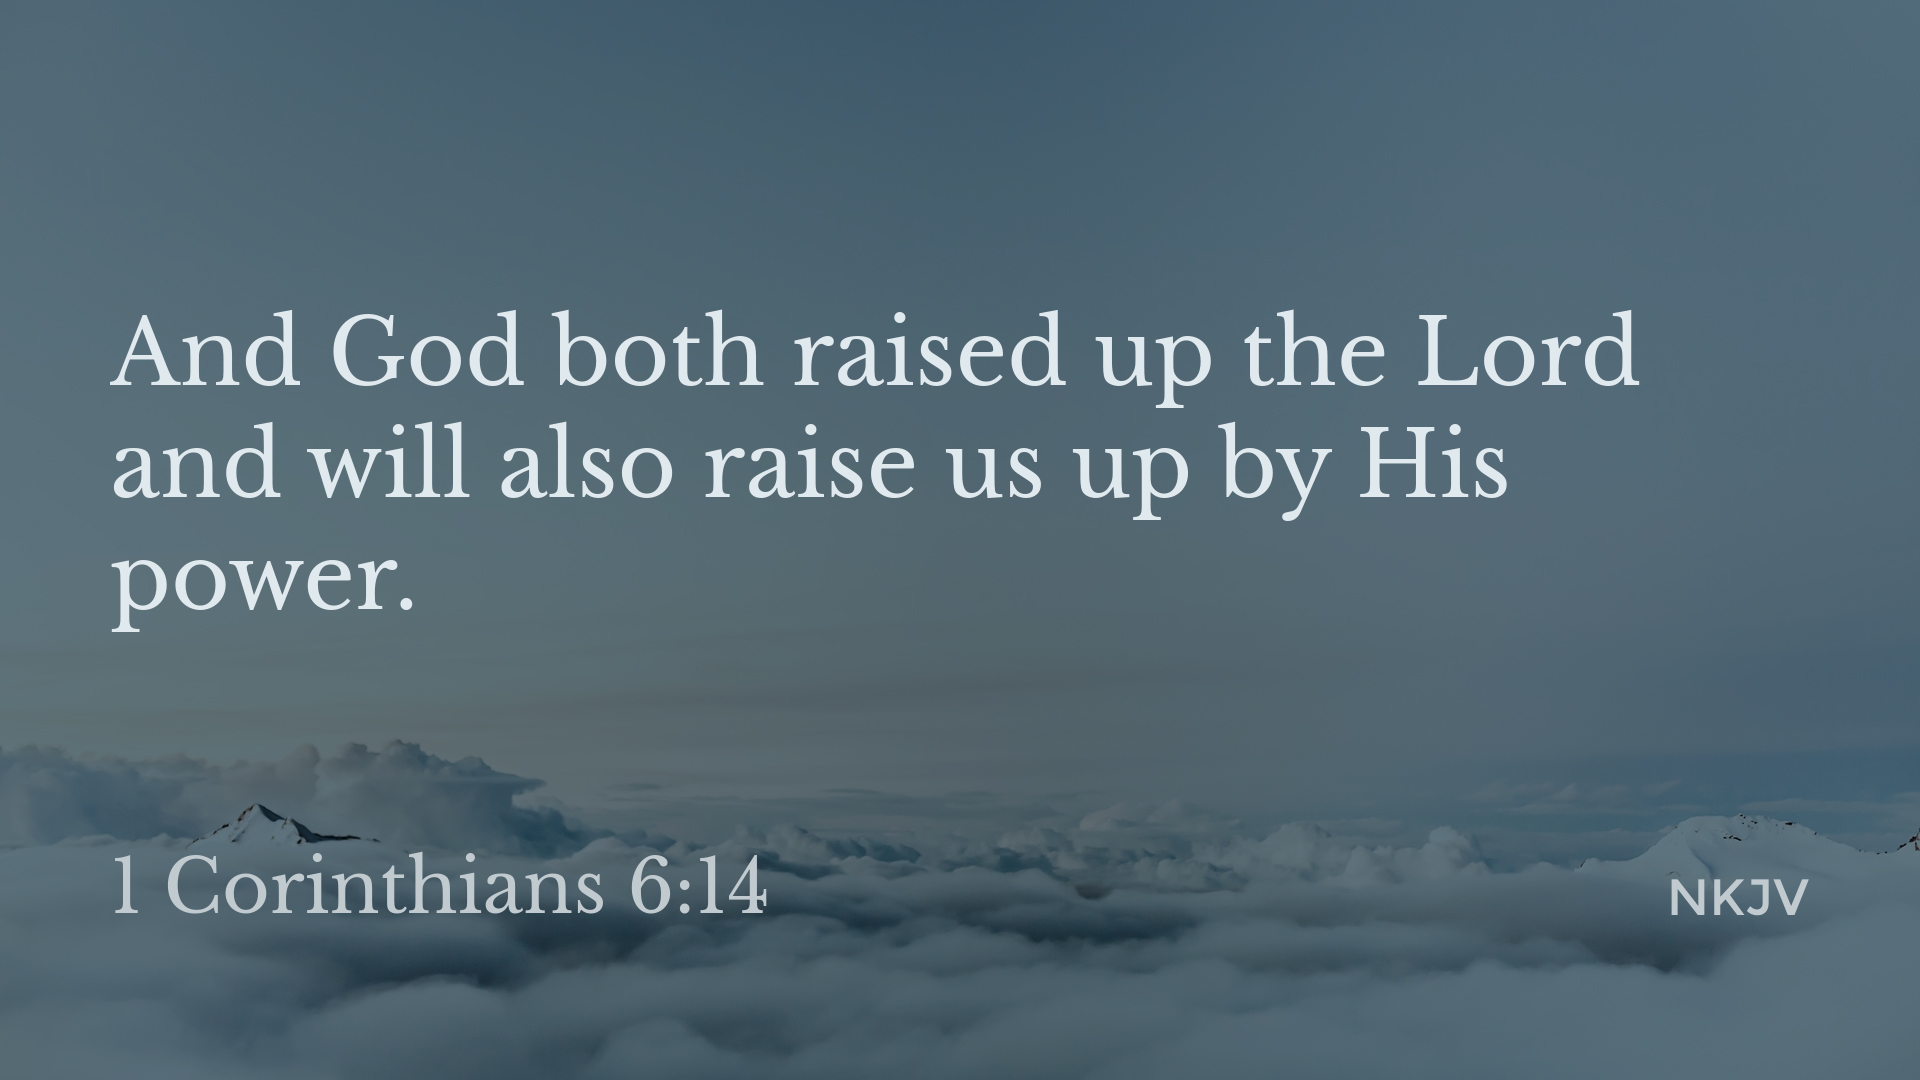 And God both raised up the Lord
and will also raise us up by His
power.
1 Corinthians 6:14
NKJV